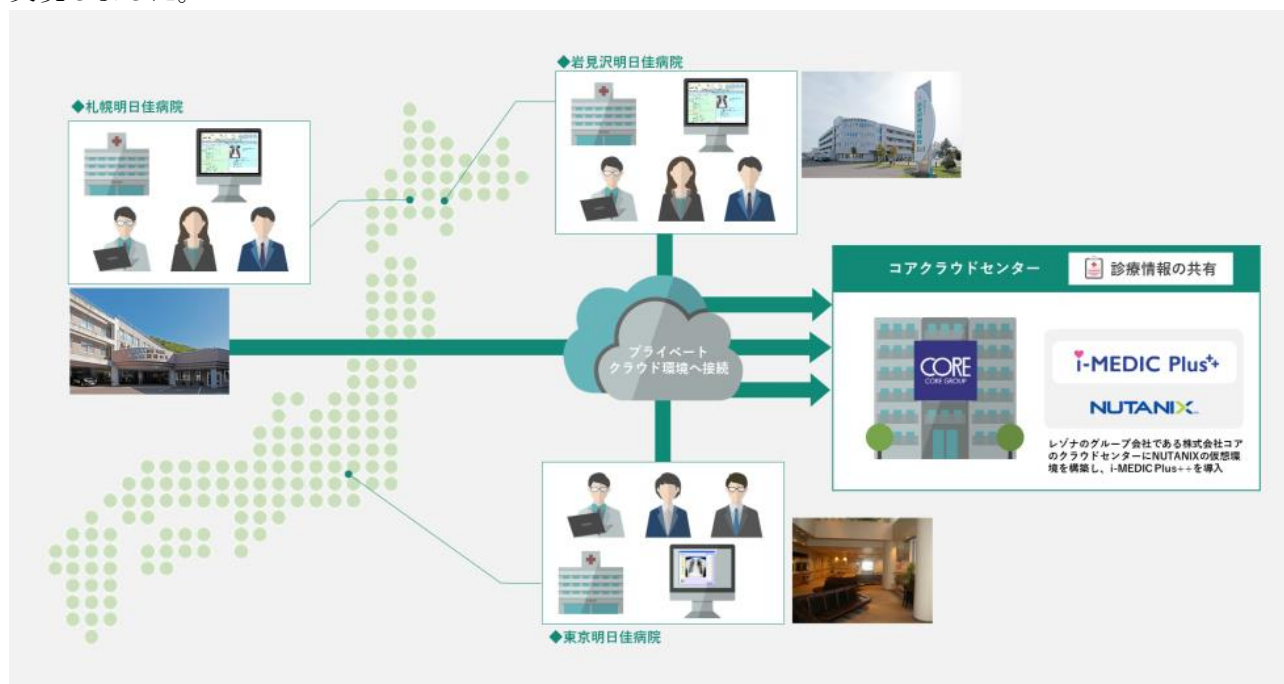 ◆岩見沢明日佳病院
◆札幌明日佳病院
コアクラウドセンター
診療情報の共有
プライベート
クラウド環境へ接続
CORE
CORE GROUP
i-MEDIC Plus++
NUTANIX
レゾナのグループ会社である株式会社コア
のクラウドセンターにNUTANIXの仮想環
境を構築し、i-MEDIC Plus++を導入
◆東京明日佳病院